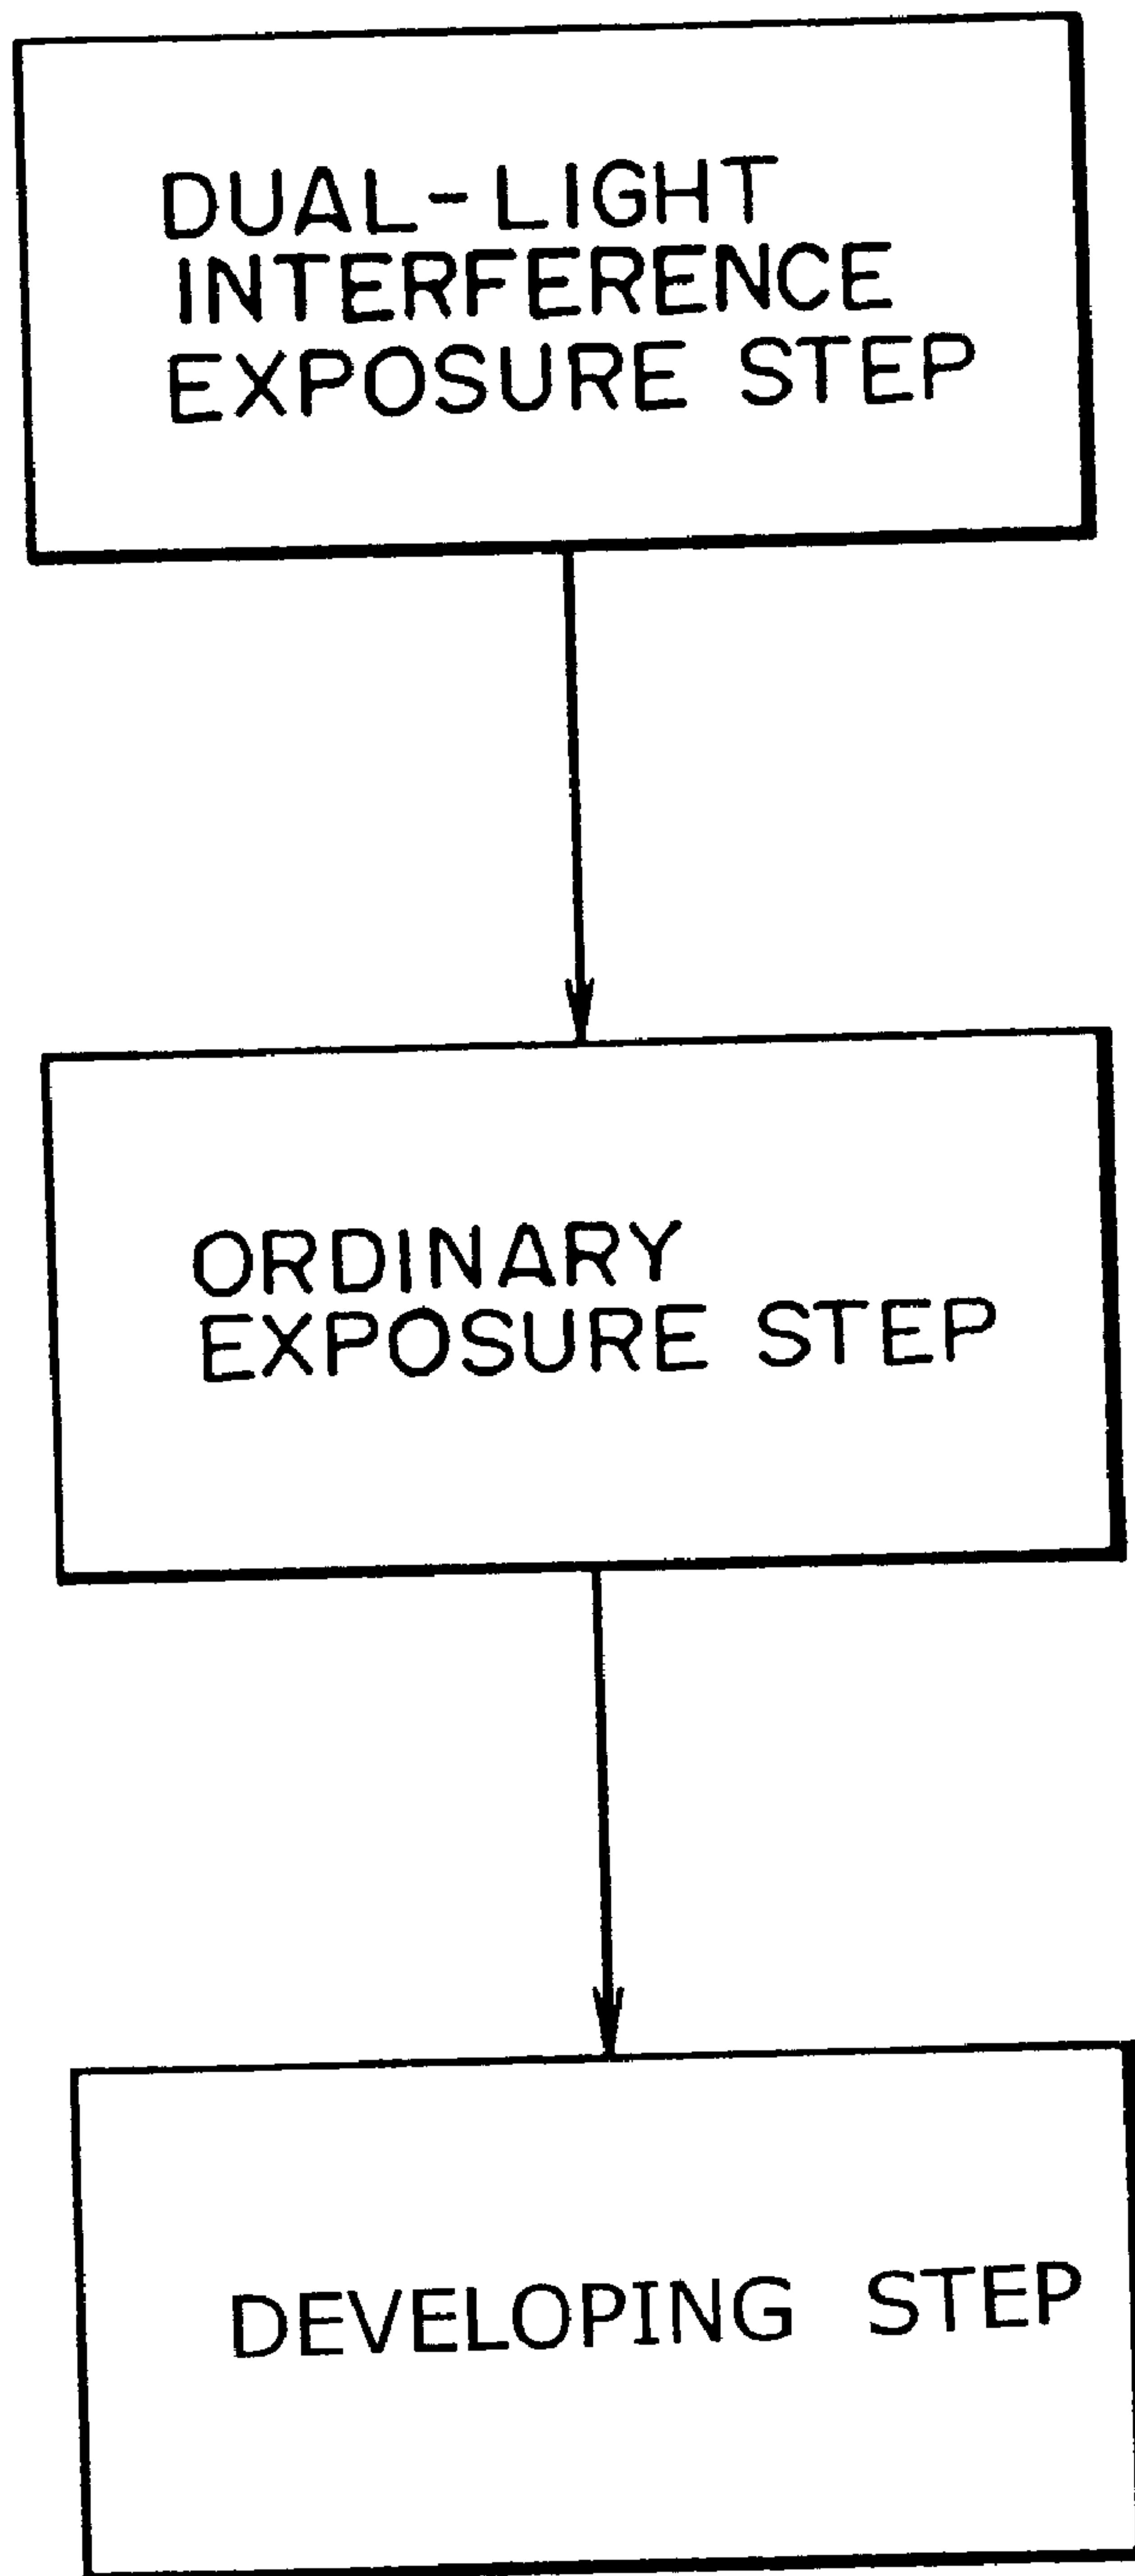 DUAL-LIGHT
INTERFERENCE
EXPOSURE STEP
ORDINARY
EXPOSURE STEP
DEVELOPING STEP